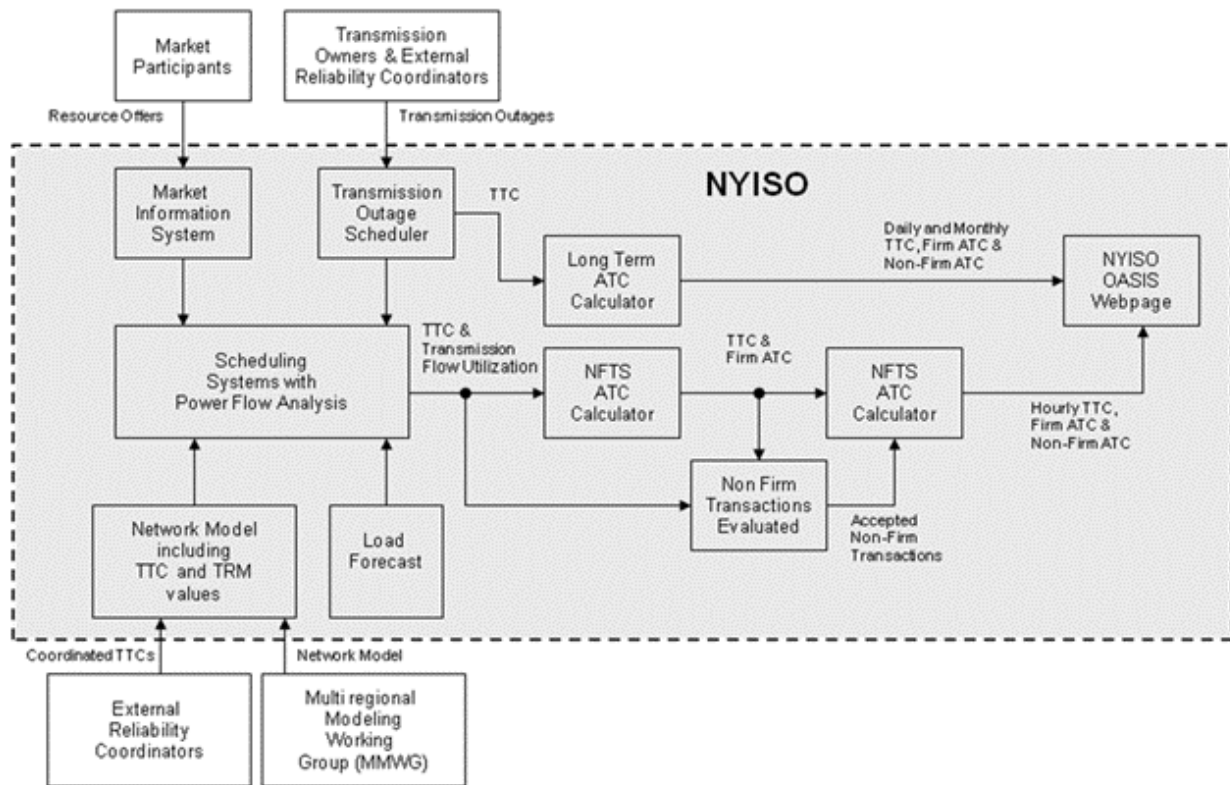 Market
Participants
Transmission
Owners & External
Reliability Coordinators
Resource Offers
Transmission Outages
NYISO
Market
Information
System
Transmission
Outage
Scheduler
TTC
Long Term
ATC
Calculator
Daily and Monthly
TTC, Firm ATC &
Non-Firm ATC
NYISO
OASIS
Webpage
Scheduling
Systems with
Power Flow Analysis
TTC &
Transmission
Flow Utilization
NFTS
ATC
Calculator
TTC &
Firm ATC
NFTS
ATC
Calculator
Hourly TTC,
Firm ATC &
Non-Firm ATC
Non Firm
Transactions
Evaluated
Accepted
Non-Firm
Transactions
Network Model
including
TTC and TRM
values
Load
Forecast
Coordinated TTCs
Network Model
External
Reliability
Coordinators
Multi regional
Modeling
Working
Group (MMWG)